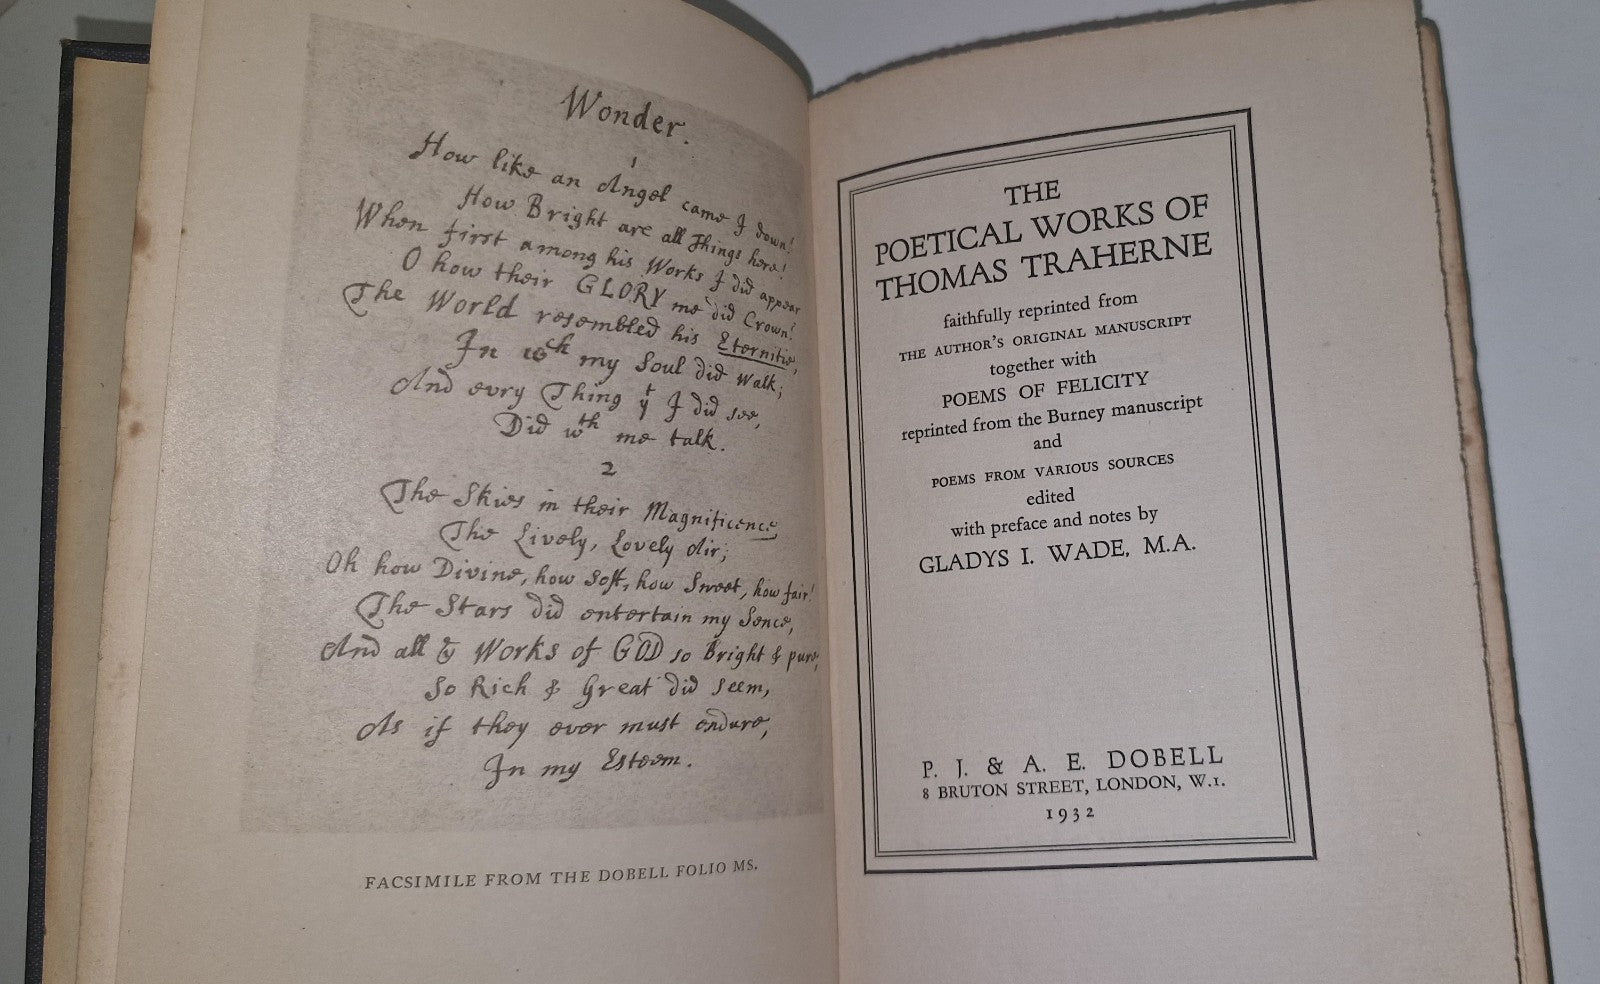 Wonder.
1
How like an Angel came I down!
How Bright are all Things here!
When first among his Works I did appear
O how their GLORY me did Crown?
The World resembled his Eternitie,
In wch my Soul did Walk;
And evry Thing yt I did see,
Did wth me talk.
2
The Skies in their Magnificence,
The Lively, Lovely Air;
Oh how Divine, how Soft, how Sweet, how fair!
The Stars did entertain my Sence,
And all ye Works of GOD so Bright & pure,
So Rich & Great did seem,
As if they ever must endure,
In my Esteem.
FACSIMILE FROM THE DOBELL FOLIO MS.
THE
POETICAL WORKS OF
THOMAS TRAHERNE
faithfully reprinted from
THE AUTHOR'S ORIGINAL MANUSCRIPT
together with
POEMS OF FELICITY
reprinted from the Burney manuscript
and
POEMS FROM VARIOUS SOURCES
edited
with preface and notes by
GLADYS I. WADE, M.A.
P. J. & A. E. DOBELL
8 BRUTON STREET, LONDON, W.1.
1932